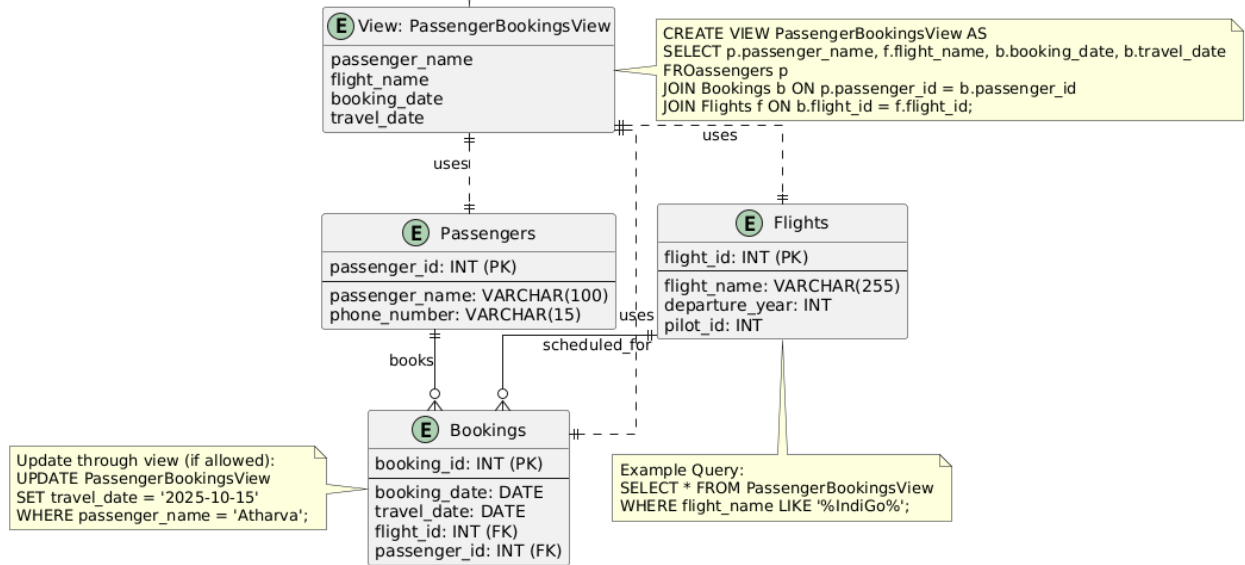 E View: PassengerBookingsView
passenger_name
flight_name
booking_date
travel_date
CREATE VIEW PassengerBookingsView AS
SELECT p.passenger_name, f.flight_name, b.booking_date, b.travel_date
FROassengers p
JOIN Bookings b ON p.passenger_id = b.passenger_id
JOIN Flights f ON b.flight_id = f.flight_id;
uses
uses
E Passengers
passenger_id: INT (PK)
passenger_name: VARCHAR(100)
phone_number: VARCHAR(15)
E Flights
flight_id: INT (PK)
flight_name: VARCHAR(255)
departure_year: INT
pilot_id: INT
uses
scheduled_for
books
E Bookings
booking_id: INT (PK)
booking_date: DATE
travel_date: DATE
flight_id: INT (FK)
passenger_id: INT (FK)
Update through view (if allowed):
UPDATE PassengerBookingsView
SET travel_date = '2025-10-15'
WHERE passenger_name = 'Atharva';
Example Query:
SELECT * FROM PassengerBookingsView
WHERE flight_name LIKE '%IndiGo%';